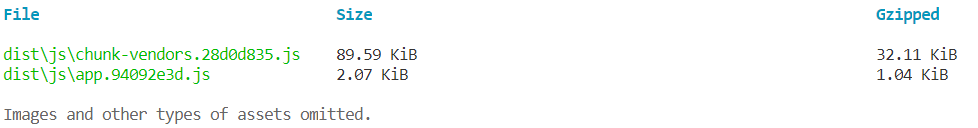 File Size Gzipped
dist\js\chunk-vendors.28d0d835.js 89.59 KiB 32.11 KiB
dist\js\app.94092e3d.js 2.07 KiB 1.04 KiB
Images and other types of assets omitted.